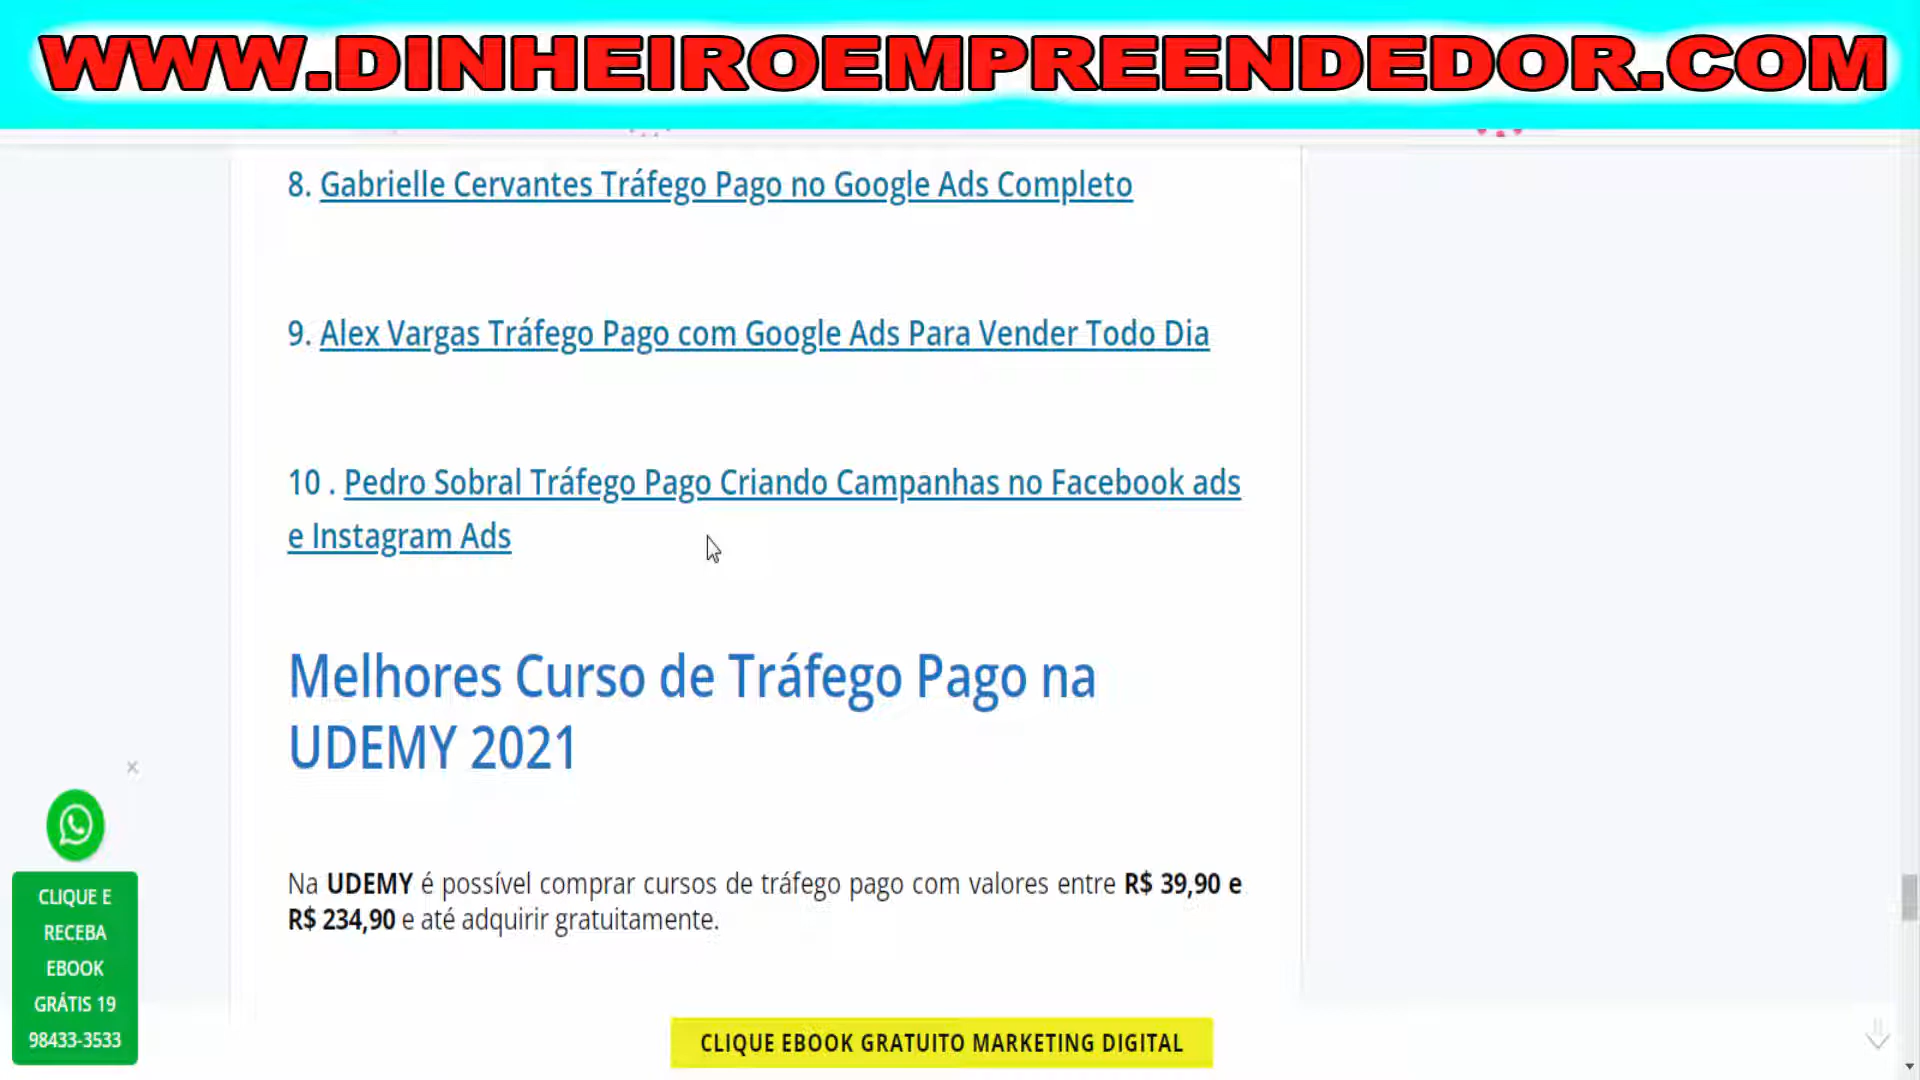 WWW.DINHEIROEMPREENDEDOR.COM
8. Gabrielle Cervantes Tráfego Pago no Google Ads Completo
9. Alex Vargas Tráfego Pago com Google Ads Para Vender Todo Dia
10 . Pedro Sobral Tráfego Pago Criando Campanhas no Facebook ads
e Instagram Ads
Melhores Curso de Tráfego Pago na
UDEMY 2021
Na UDEMY é possível comprar cursos de tráfego pago com valores entre R$ 39,90 e
R$ 234,90 e até adquirir gratuitamente.
CLIQUE E
RECEBA
EBOOK
GRÁTIS 19
98433-3533
CLIQUE EBOOK GRATUITO MARKETING DIGITAL